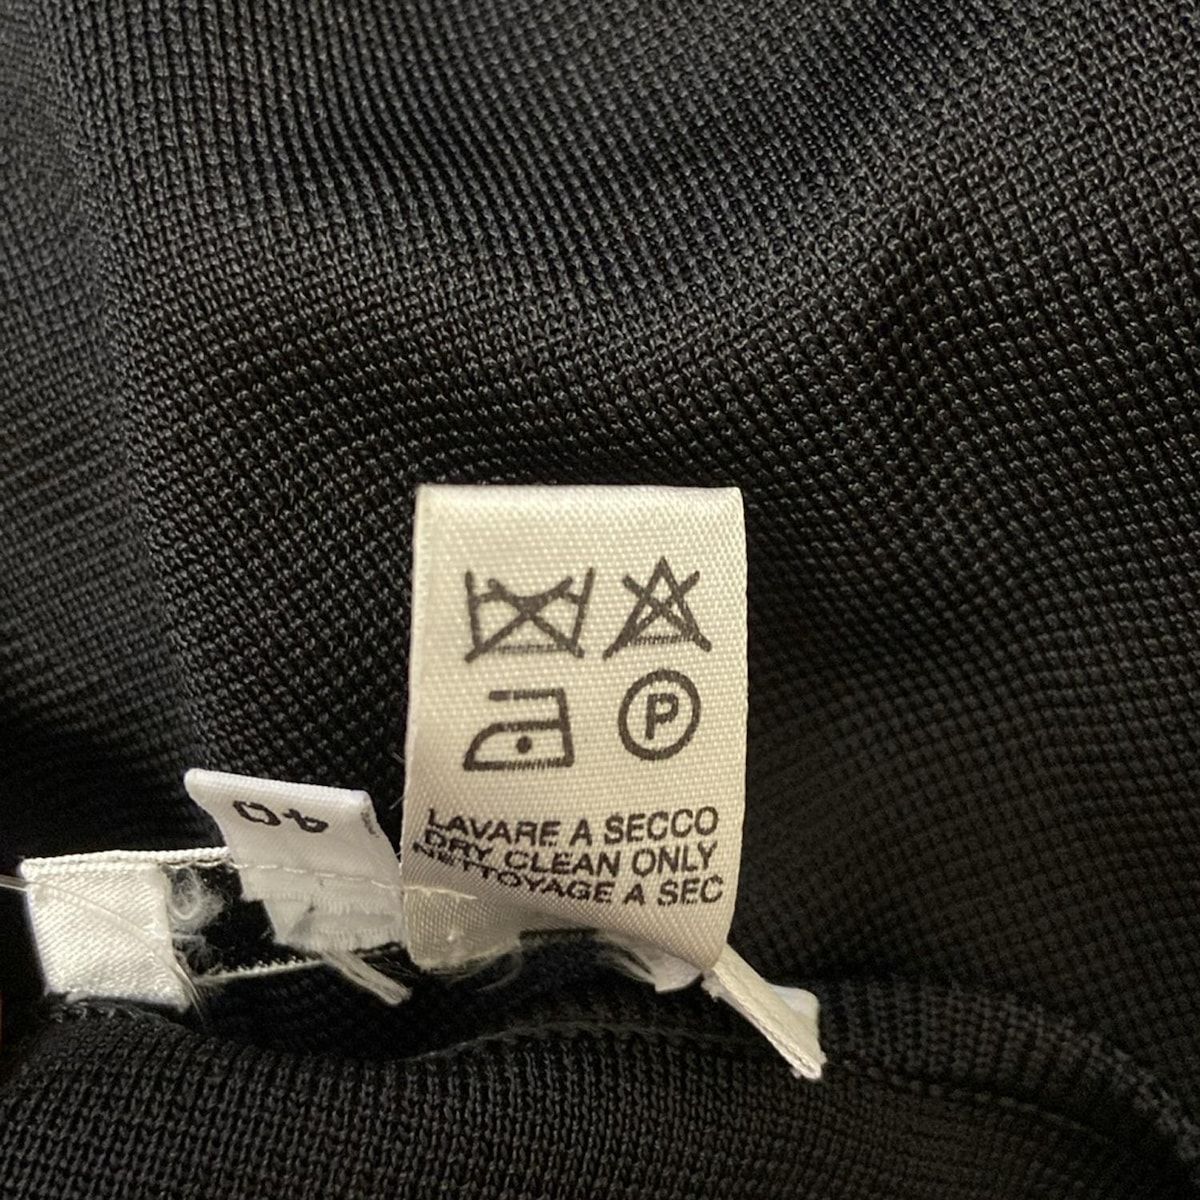 P
LAVARE A SECCO
DRY CLEAN ONLY
NETTOYAGE A SEC
40